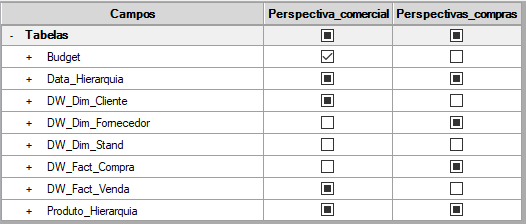 Campos Perspectiva_comercial Perspectivas_compras
- Tabelas
+ Budget
+ Data_Hierarquia
+ DW_Dim_Cliente
+ DW_Dim_Fornecedor
+ DW_Dim_Stand
+ DW_Fact_Compra
+ DW_Fact_Venda
+ Produto_Hierarquia